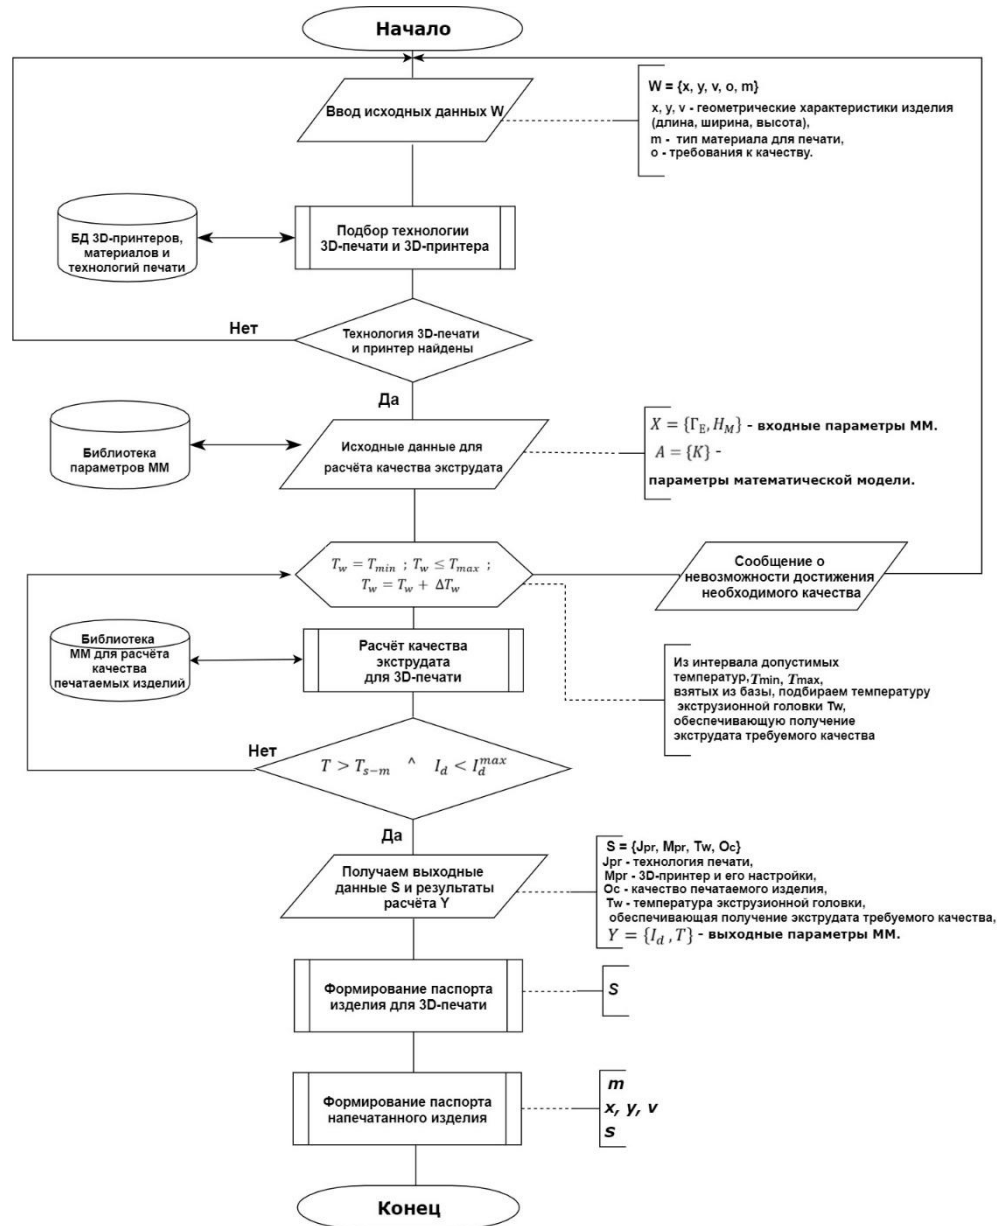 Начало
Ввод исходных данных W
W = {x, y, v, o, m}
x, y, v - геометрические характеристики изделия
(длина, ширина, высота),
m - тип материала для печати,
o - требования к качеству.
БД 3D-принтеров,
материалов и
технологий печати
Подбор технологии
3D-печати и 3D-принтера
Нет
Технология 3D-печати
и принтер найдены
Да
Библиотека
параметров ММ
Исходные данные для
расчёта качества экструдата
X = {Г_E, H_M} - входные параметры ММ.
A = {K} -
параметры математической модели.
T_w = T_min ; T_w ≤ T_max ;
T_w = T_w + ΔT_w
Сообщение о
невозможности достижения
необходимого качества
Библиотека
ММ для расчёта
качества
печатаемых изделий
Расчёт качества
экструдата
для 3D-печати
Из интервала допустимых
температур,Tmin, Tmax,
взятых из базы, подбираем температуру
экструзионной головки Tw,
обеспечивающую получение
экструдата требуемого качества
Нет
T > T_s-m ^ I_d < I_d^max
Да
Получаем выходные
данные S и результаты
расчёта Y
S = {Jpr, Mpr, Tw, Oc}
Jpr - технология печати,
Mpr - 3D-принтер и его настройки,
Oc - качество печатаемого изделия,
Tw - температура экструзионной головки,
обеспечивающая получение экструдата требуемого качества,
Y = {I_d , T} - выходные параметры ММ.
Формирование паспорта
изделия для 3D-печати
S
Формирование паспорта
напечатанного изделия
m
x, y, v
s
Конец